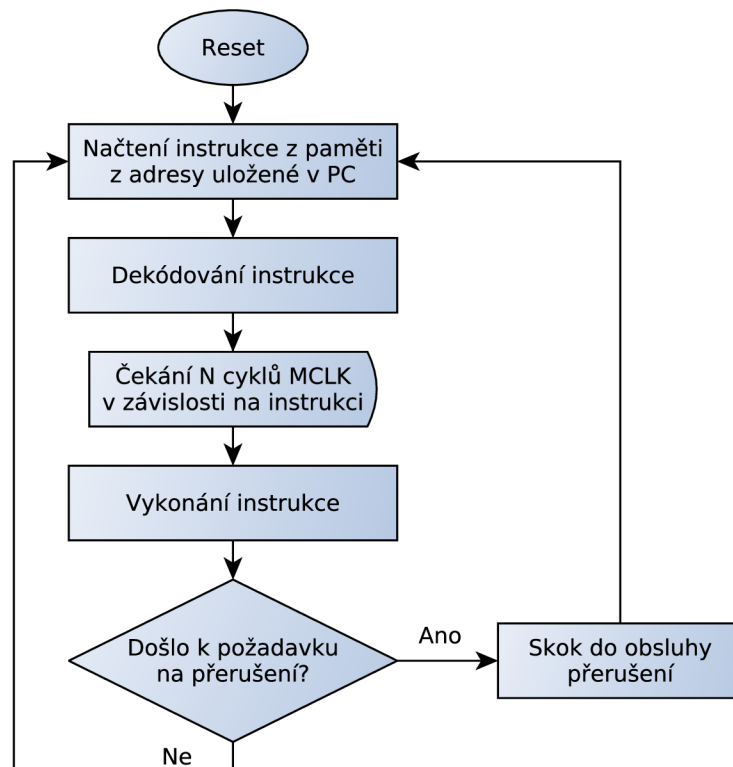 Reset
Načtení instrukce z paměti
z adresy uložené v PC
Dekódování instrukce
Čekání N cyklů MCLK
v závislosti na instrukci
Vykonání instrukce
Došlo k požadavku
na přerušení?
Ano
Skok do obsluhy
přerušení
Ne